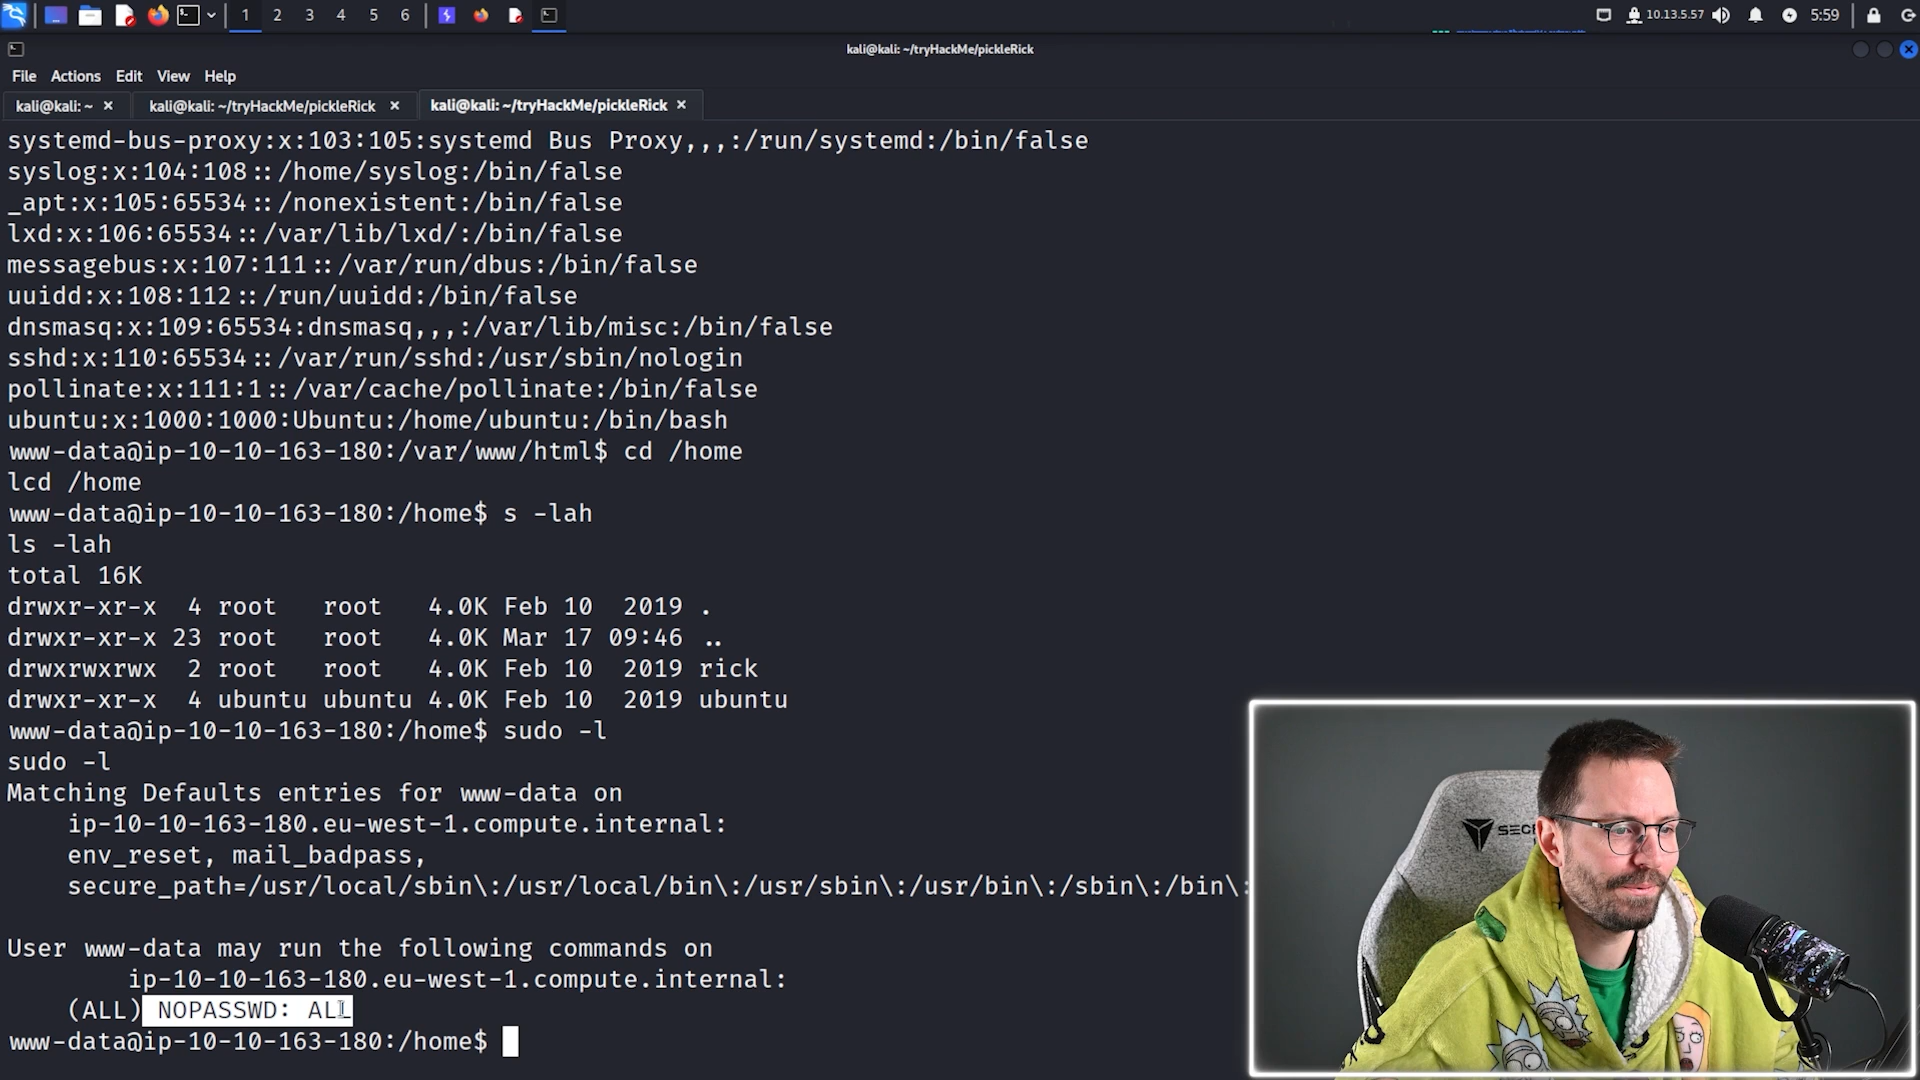 1 2 3 4 5 6
10.13.5.57
5:59
kali@kali: ~/tryHackMe/pickleRick
File Actions Edit View Help
kali@kali: ~ × kali@kali: ~/tryHackMe/pickleRick × kali@kali: ~/tryHackMe/pickleRick ×
systemd-bus-proxy:x:103:105:systemd Bus Proxy,,,:/run/systemd:/bin/false
syslog:x:104:108::/home/syslog:/bin/false
_apt:x:105:65534::/nonexistent:/bin/false
lxd:x:106:65534::/var/lib/lxd/:/bin/false
messagebus:x:107:111::/var/run/dbus:/bin/false
uuidd:x:108:112::/run/uuidd:/bin/false
dnsmasq:x:109:65534:dnsmasq,,,:/var/lib/misc:/bin/false
sshd:x:110:65534::/var/run/sshd:/usr/sbin/nologin
pollinate:x:111:1::/var/cache/pollinate:/bin/false
ubuntu:x:1000:1000:Ubuntu:/home/ubuntu:/bin/bash
www-data@ip-10-10-163-180:/var/www/html$ cd /home
lcd /home
www-data@ip-10-10-163-180:/home$ s -lah
ls -lah
total 16K
drwxr-xr-x  4 root   root   4.0K Feb 10  2019 .
drwxr-xr-x 23 root   root   4.0K Mar 17 09:46 ..
drwxrwxrwx  2 root   root   4.0K Feb 10  2019 rick
drwxr-xr-x  4 ubuntu ubuntu 4.0K Feb 10  2019 ubuntu
www-data@ip-10-10-163-180:/home$ sudo -l
sudo -l
Matching Defaults entries for www-data on
    ip-10-10-163-180.eu-west-1.compute.internal:
    env_reset, mail_badpass,
    secure_path=/usr/local/sbin\:/usr/local/bin\:/usr/sbin\:/usr/bin\:/sbin\:/bin\:
User www-data may run the following commands on
        ip-10-10-163-180.eu-west-1.compute.internal:
    (ALL) NOPASSWD: ALL
www-data@ip-10-10-163-180:/home$